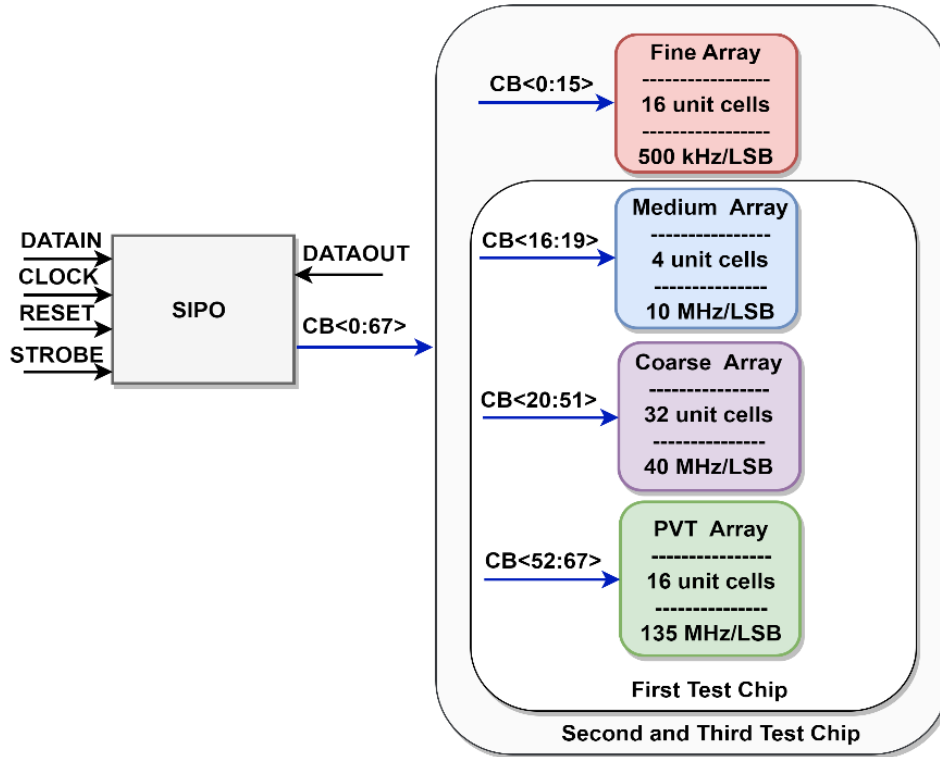 DATAIN
CLOCK
RESET
STROBE
SIPO
DATAOUT
CB<0:67>
CB<0:15>
Fine Array
-----------------
16 unit cells
-----------------
500 kHz/LSB
CB<16:19>
Medium Array
----------------
4 unit cells
----------------
10 MHz/LSB
CB<20:51>
Coarse Array
----------------
32 unit cells
----------------
40 MHz/LSB
CB<52:67>
PVT Array
----------------
16 unit cells
----------------
135 MHz/LSB
First Test Chip
Second and Third Test Chip